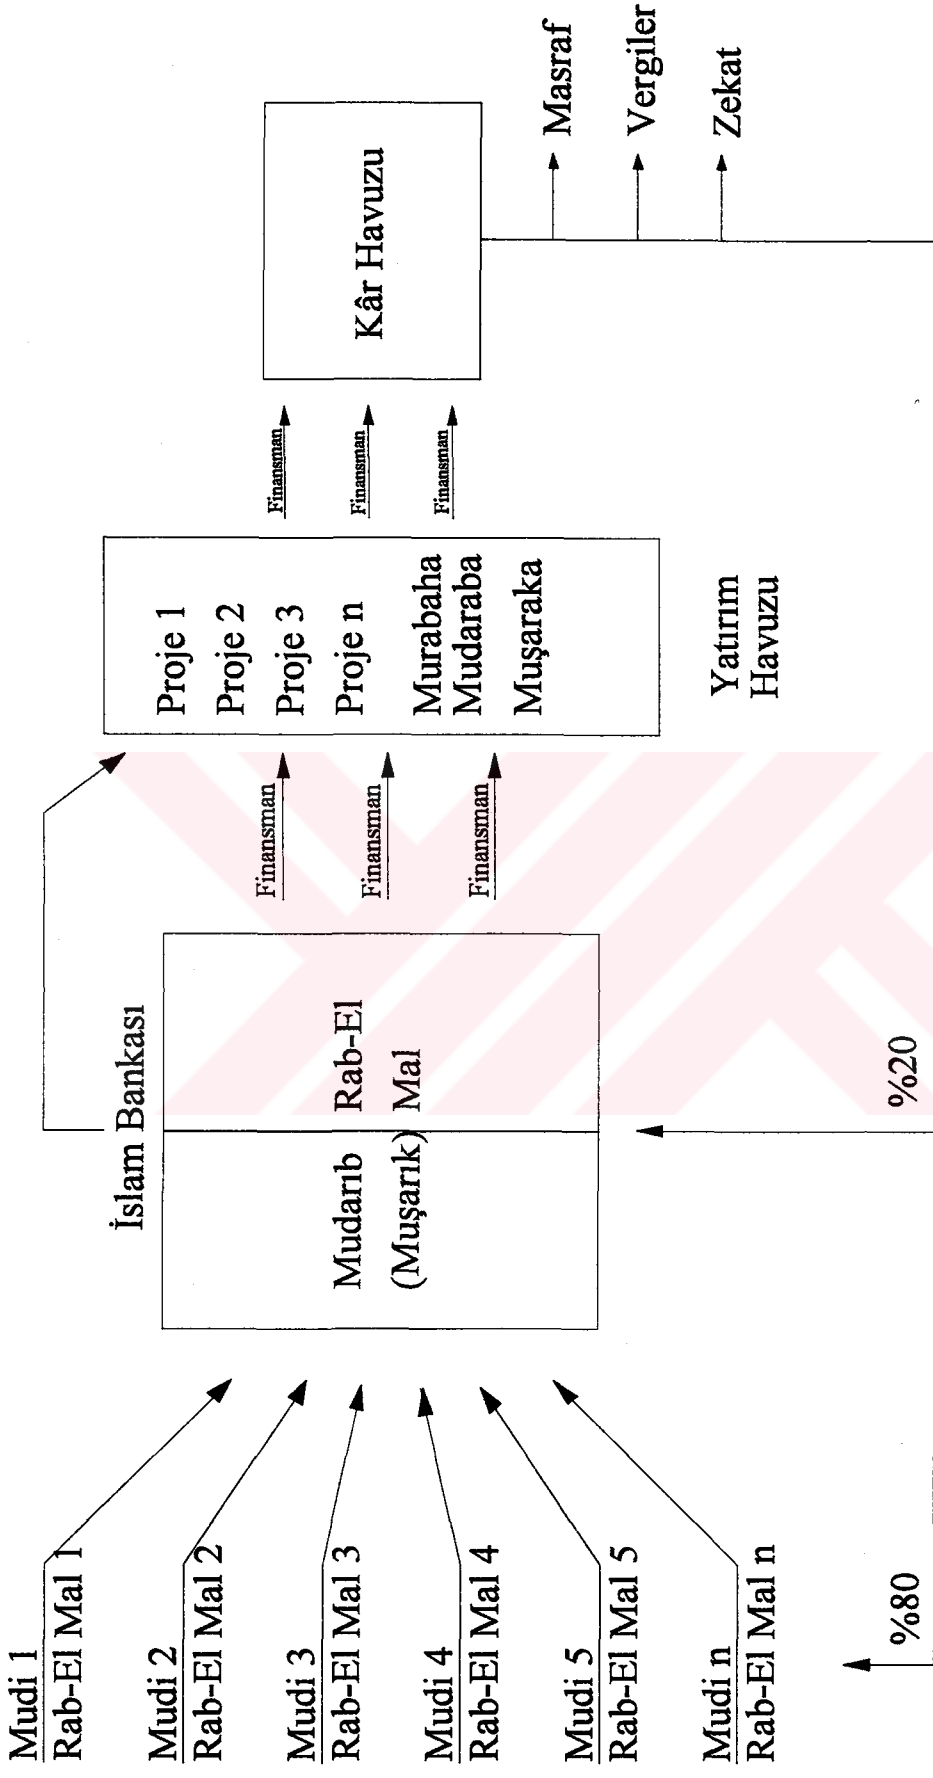 Mudi 1
Rab-El Mal 1
Mudi 2
Rab-El Mal 2
Mudi 3
Rab-El Mal 3
Mudi 4
Rab-El Mal 4
Mudi 5
Rab-El Mal 5
Mudi n
Rab-El Mal n
%80
İslam Bankası
Mudarıb
(Muşarık)
Rab-El
Mal
%20
Finansman
Finansman
Finansman
Proje 1
Proje 2
Proje 3
Proje n
Murabaha
Mudaraba
Muşaraka
Yatırım
Havuzu
Finansman
Finansman
Finansman
Kâr Havuzu
Masraf
Vergiler
Zekat